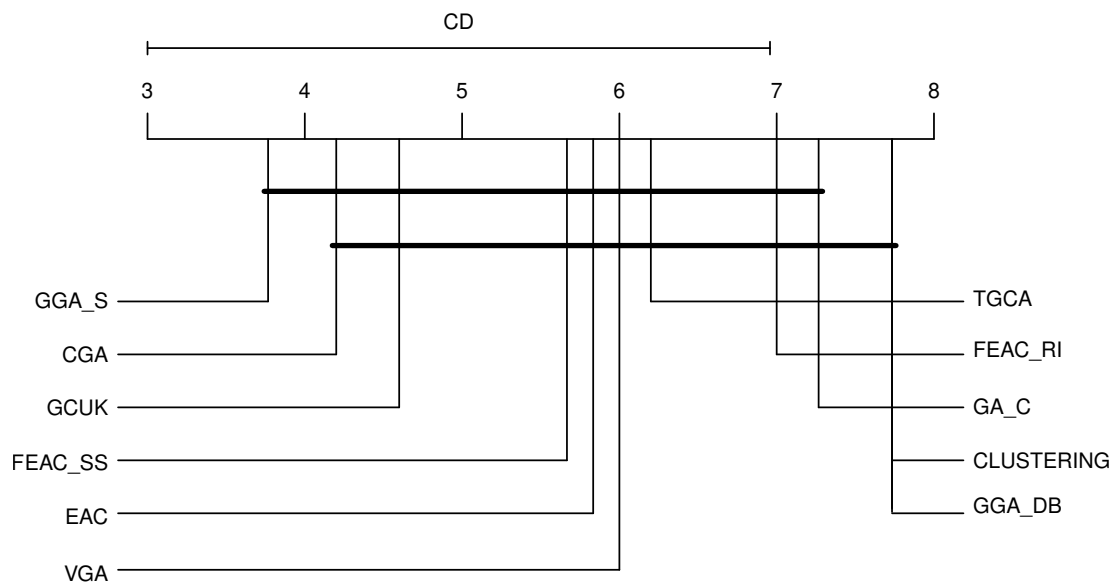 CD
3 4 5 6 7 8
GGA_S
CGA
GCUK
FEAC_SS
EAC
VGA
TGCA
FEAC_RI
GA_C
CLUSTERING
GGA_DB